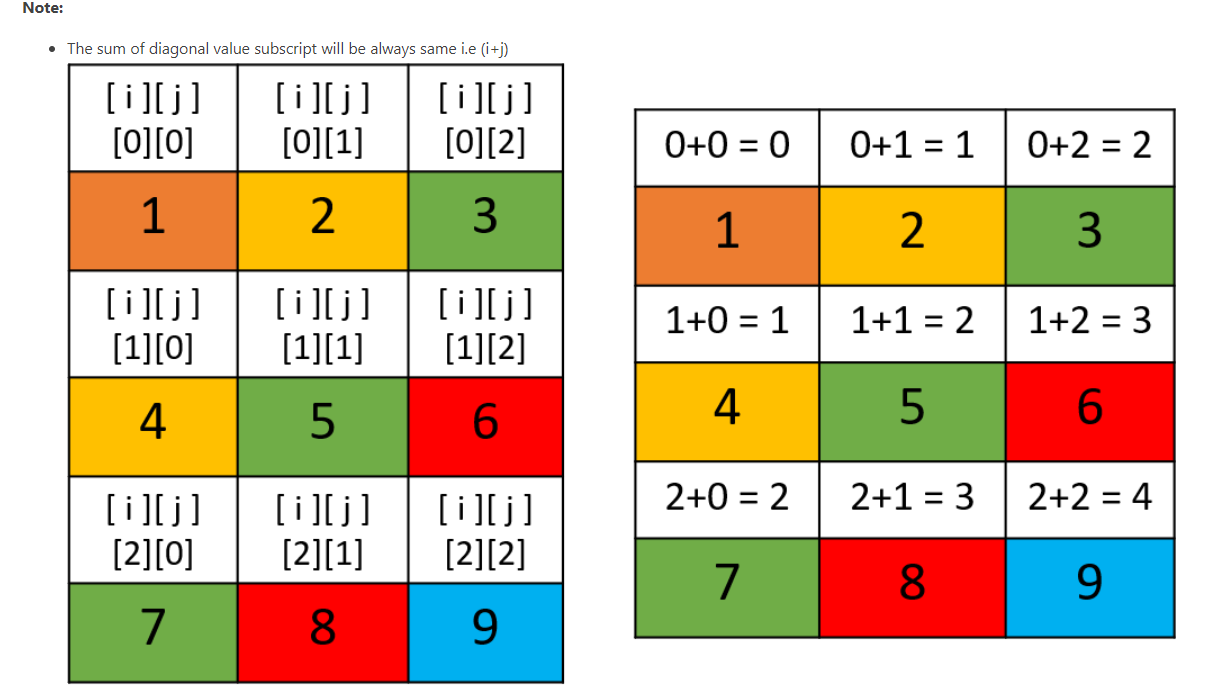 Note:
• The sum of diagonal value subscript will be always same i.e (i+j)
[ i ][ j ] [ i ][ j ] [ i ][ j ]
[0][0] [0][1] [0][2]
1 2 3
[ i ][ j ] [ i ][ j ] [ i ][ j ]
[1][0] [1][1] [1][2]
4 5 6
[ i ][ j ] [ i ][ j ] [ i ][ j ]
[2][0] [2][1] [2][2]
7 8 9
0+0 = 0 0+1 = 1 0+2 = 2
1 2 3
1+0 = 1 1+1 = 2 1+2 = 3
4 5 6
2+0 = 2 2+1 = 3 2+2 = 4
7 8 9